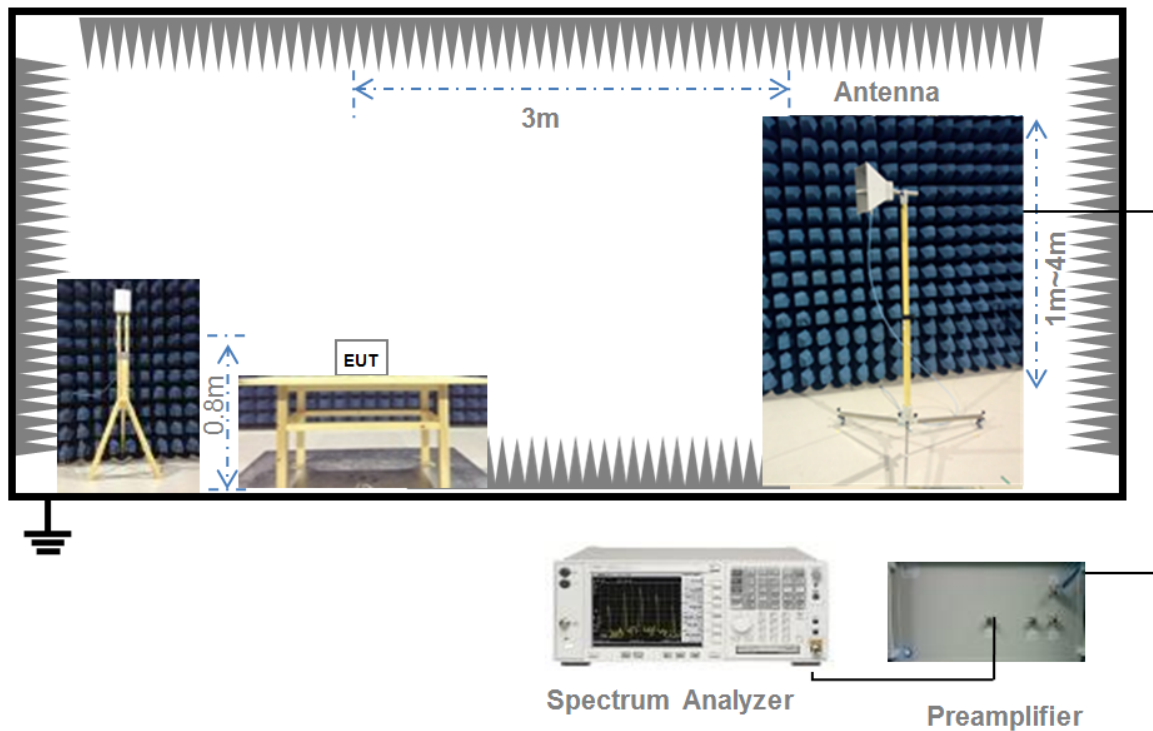 Antenna
3m
1m~4m
EUT
0.8m
Spectrum Analyzer
Preamplifier